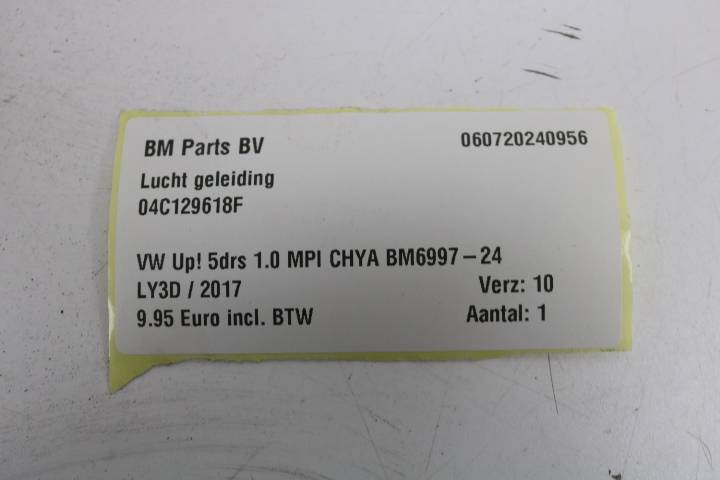 BM Parts BV 060720240956
Lucht geleiding
04C129618F
VW Up! 5drs 1.0 MPI CHYA BM6997-24
LY3D / 2017 Verz: 10
9.95 Euro incl. BTW Aantal: 1